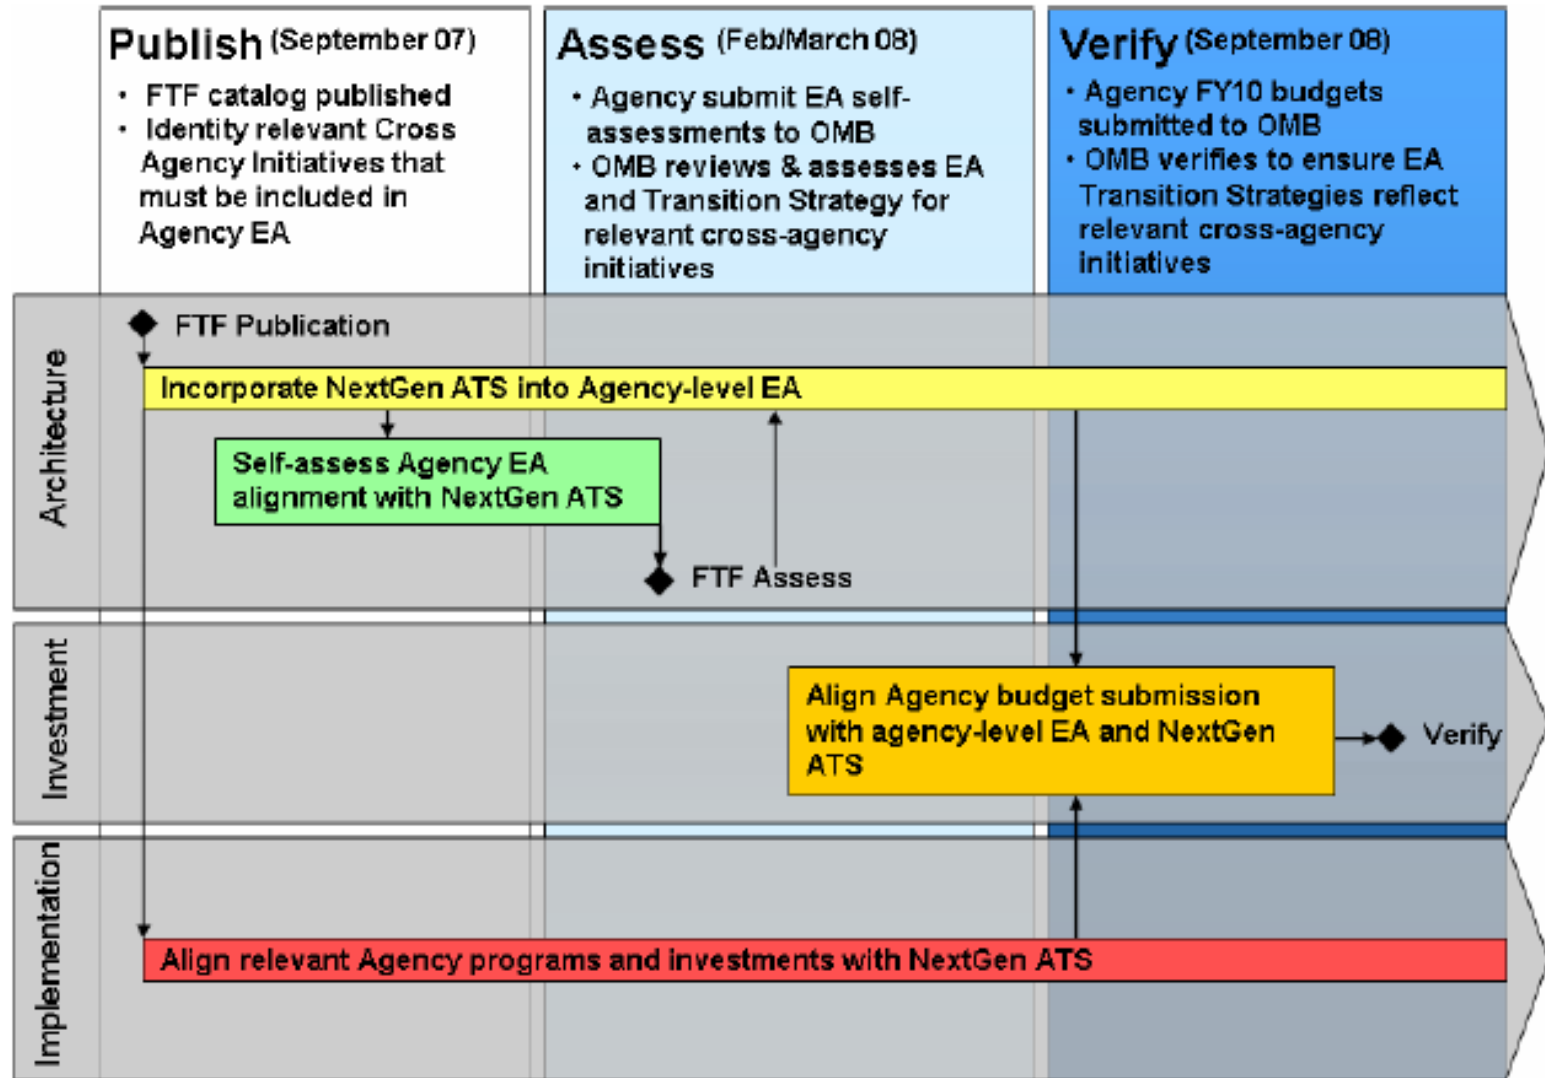 Publish (September 07)
• FTF catalog published
• Identity relevant Cross
Agency Initiatives that
must be included in
Agency EA
Assess (Feb/March 08)
• Agency submit EA self-
assessments to OMB
• OMB reviews & assesses EA
and Transition Strategy for
relevant cross-agency
initiatives
Verify (September 08)
• Agency FY10 budgets
submitted to OMB
• OMB verifies to ensure EA
Transition Strategies reflect
relevant cross-agency
initiatives
Architecture
FTF Publication
Incorporate NextGen ATS into Agency-level EA
Self-assess Agency EA
alignment with NextGen ATS
FTF Assess
Investment
Align Agency budget submission
with agency-level EA and NextGen
ATS
Verify
Implementation
Align relevant Agency programs and investments with NextGen ATS